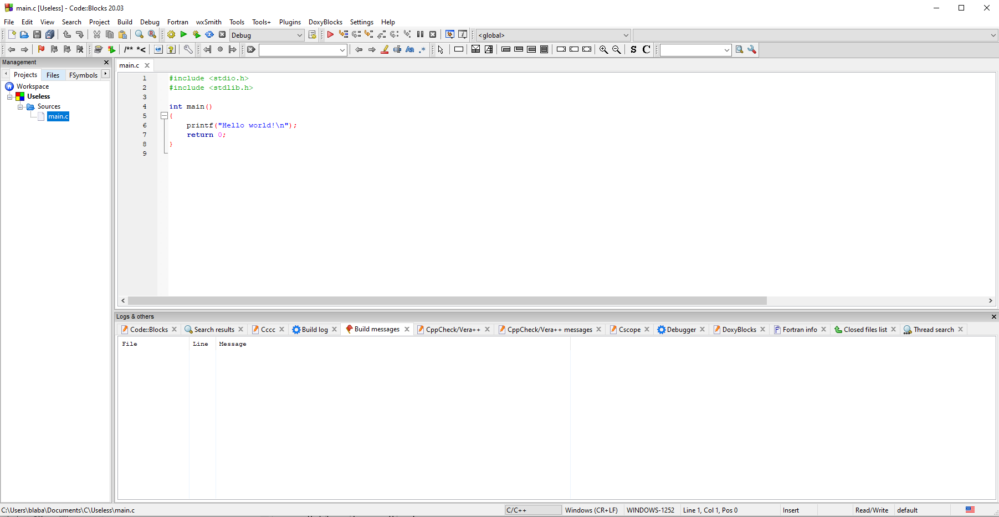 main.c [Useless] - Code::Blocks 20.03
File Edit View Search Project Build Debug Fortran wxSmith Tools Tools+ Plugins DoxyBlocks Settings Help
Debug <global>
/** *< Aa .* S C
Management
Projects Files FSymbols
Workspace
Useless
Sources
main.c
main.c
1 #include <stdio.h>
2 #include <stdlib.h>
3
4 int main()
5 {
6 printf("Hello world!\n");
7 return 0;
8 }
9
Logs & others
Code::Blocks Search results Cccc Build log Build messages CppCheck/Vera++ CppCheck/Vera++ messages Cscope Debugger DoxyBlocks Fortran info Closed files list Thread search
File Line Message
C:\Users\blaba\Documents\C\Useless\main.c C/C++ Windows (CR+LF) WINDOWS-1252 Line 1, Col 1, Pos 0 Insert Read/Write default